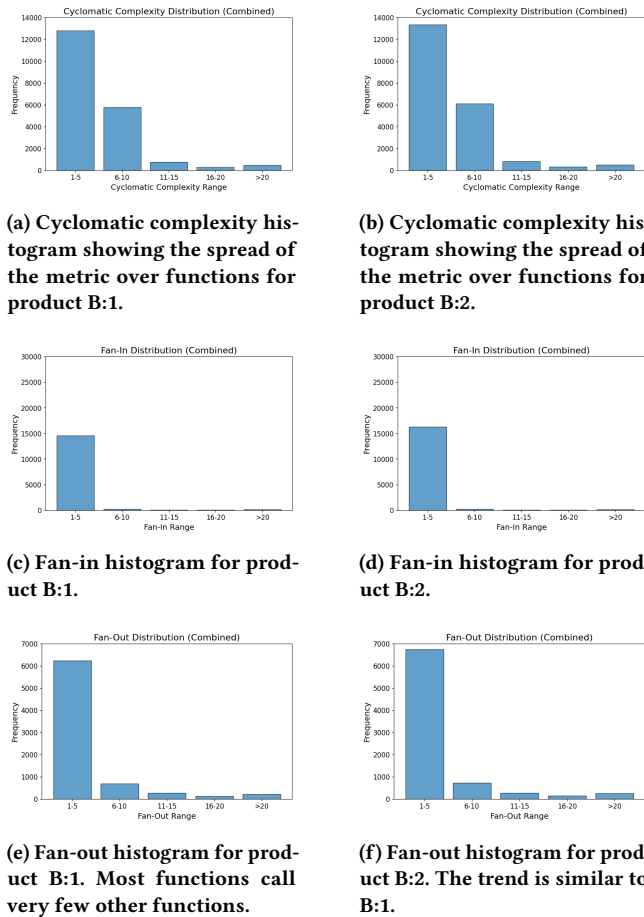 Cyclomatic Complexity Distribution (Combined)
14000
12000
10000
8000
6000
4000
2000
0
Frequency
1-5 6-10 11-15 16-20 >20
Cyclomatic Complexity Range
(a) Cyclomatic complexity his-
togram showing the spread of
the metric over functions for
product B:1.
Cyclomatic Complexity Distribution (Combined)
14000
12000
10000
8000
6000
4000
2000
0
Frequency
1-5 6-10 11-15 16-20 >20
Cyclomatic Complexity Range
(b) Cyclomatic complexity his
togram showing the spread of
the metric over functions for
product B:2.
Fan-In Distribution (Combined)
30000
25000
20000
15000
10000
5000
0
Frequency
1-5 6-10 11-15 16-20 >20
Fan-In Range
(c) Fan-in histogram for prod-
uct B:1.
Fan-In Distribution (Combined)
30000
25000
20000
15000
10000
5000
0
Frequency
1-5 6-10 11-15 16-20 >20
Fan-In Range
(d) Fan-in histogram for prod
uct B:2.
Fan-Out Distribution (Combined)
7000
6000
5000
4000
3000
2000
1000
0
Frequency
1-5 6-10 11-15 16-20 >20
Fan-Out Range
(e) Fan-out histogram for prod-
uct B:1. Most functions call
very few other functions.
Fan-Out Distribution (Combined)
7000
6000
5000
4000
3000
2000
1000
0
Frequency
1-5 6-10 11-15 16-20 >20
Fan-Out Range
(f) Fan-out histogram for prod
uct B:2. The trend is similar to
B:1.